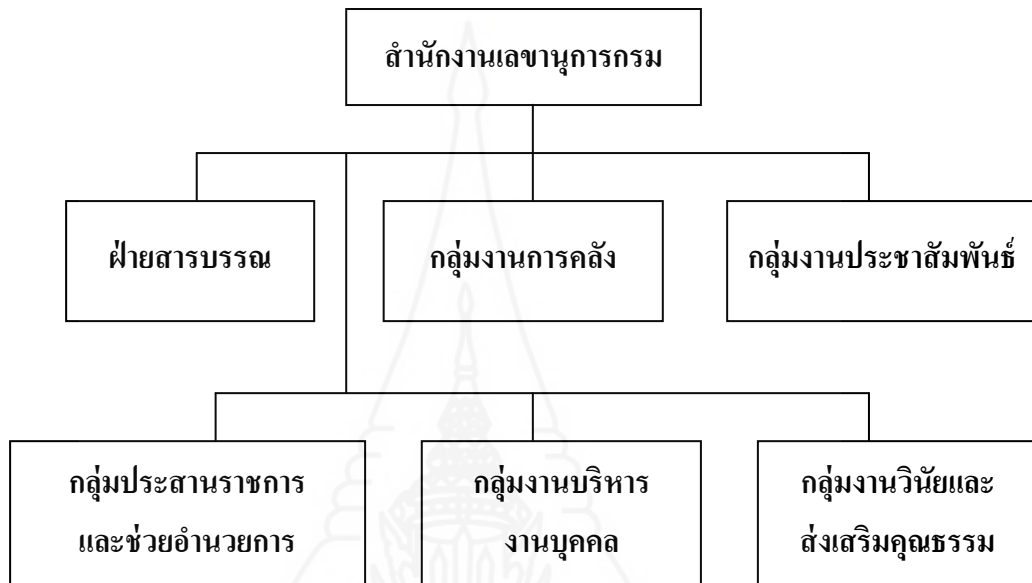 สำนักงานเลขานุการกรม
ฝ่ายสารบรรณ
กลุ่มงานการคลัง
กลุ่มงานประชาสัมพันธ์
กลุ่มประสานราชการ
และช่วยอำนวยการ
กลุ่มงานบริหาร
งานบุคคล
กลุ่มงานวินัยและ
ส่งเสริมคุณธรรม